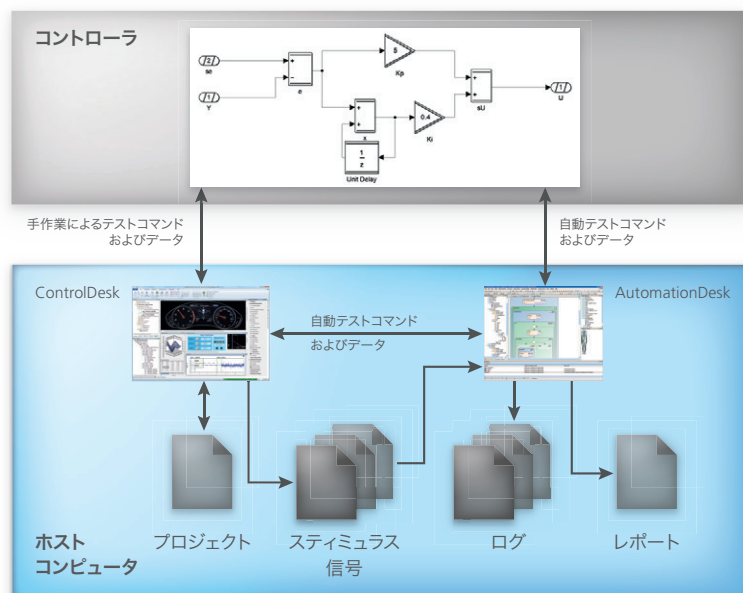 コントローラ
2
se
1
Y
+
−
e
5
Kp
+
+
x
1
z
Unit Delay
0.4
Ki
+
+
sU
1
U
手作業によるテストコマンド
およびデータ
自動テストコマンド
およびデータ
ControlDesk
AutomationDesk
自動テストコマンド
およびデータ
プロジェクト
スティミュラス
信号
ログ
レポート
ホスト
コンピュータ